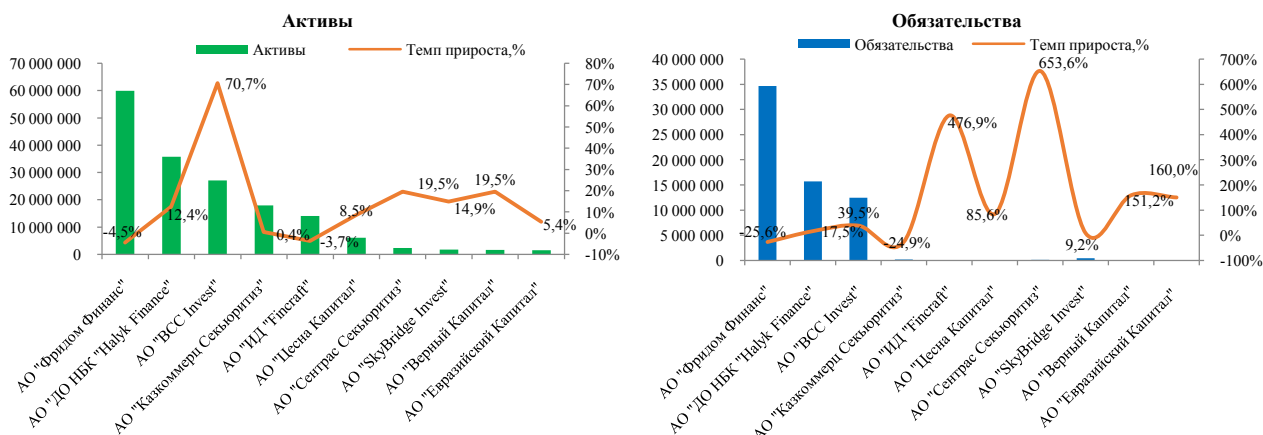 Активы
Активы Темп прироста,%
70 000 000
60 000 000
50 000 000
40 000 000
30 000 000
20 000 000
10 000 000
0
80%
70%
60%
50%
40%
30%
20%
10%
0%
-10%
-4,5%
12,4%
70,7%
0,4%
-3,7%
8,5%
19,5%
14,9%
19,5%
5,4%
АО "Фридом Финанс"
АО "ДО НБК "Halyk Finance"
АО "BCC Invest"
АО "Казкоммерц Секьюритиз"
АО "ИД "Fincraft"
АО "Цесна Капитал"
АО "Сентрас Секьюритиз"
АО "SkyBridge Invest"
АО "Верный Капитал"
АО "Евразийский Капитал"
Обязательства
Обязательства Темп прироста,%
40 000 000
35 000 000
30 000 000
25 000 000
20 000 000
15 000 000
10 000 000
5 000 000
0
700%
600%
500%
400%
300%
200%
100%
0%
-100%
-25,6%
17,5%
39,5%
-24,9%
476,9%
85,6%
653,6%
9,2%
151,2%
160,0%
АО "Фридом Финанс"
АО "ДО НБК "Halyk Finance"
АО "BCC Invest"
АО "Казкоммерц Секьюритиз"
АО "ИД "Fincraft"
АО "Цесна Капитал"
АО "Сентрас Секьюритиз"
АО "SkyBridge Invest"
АО "Верный Капитал"
АО "Евразийский Капитал"